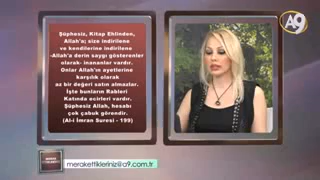 A9
Şüphesiz, Kitap Ehlinden,
Allah'a; size indirilene
ve kendilerine indirilene
-Allah'a derin saygı gösterenler
olarak- inananlar vardır.
Onlar Allah'ın ayetlerine
karşılık olarak
az bir değeri satın almazlar.
İşte bunların Rableri
Katında ecirleri vardır.
Şüphesiz Allah, hesabı
çok çabuk görendir.
(Al-i İmran Suresi - 199)
merakettikleriniz@a9.com.tr